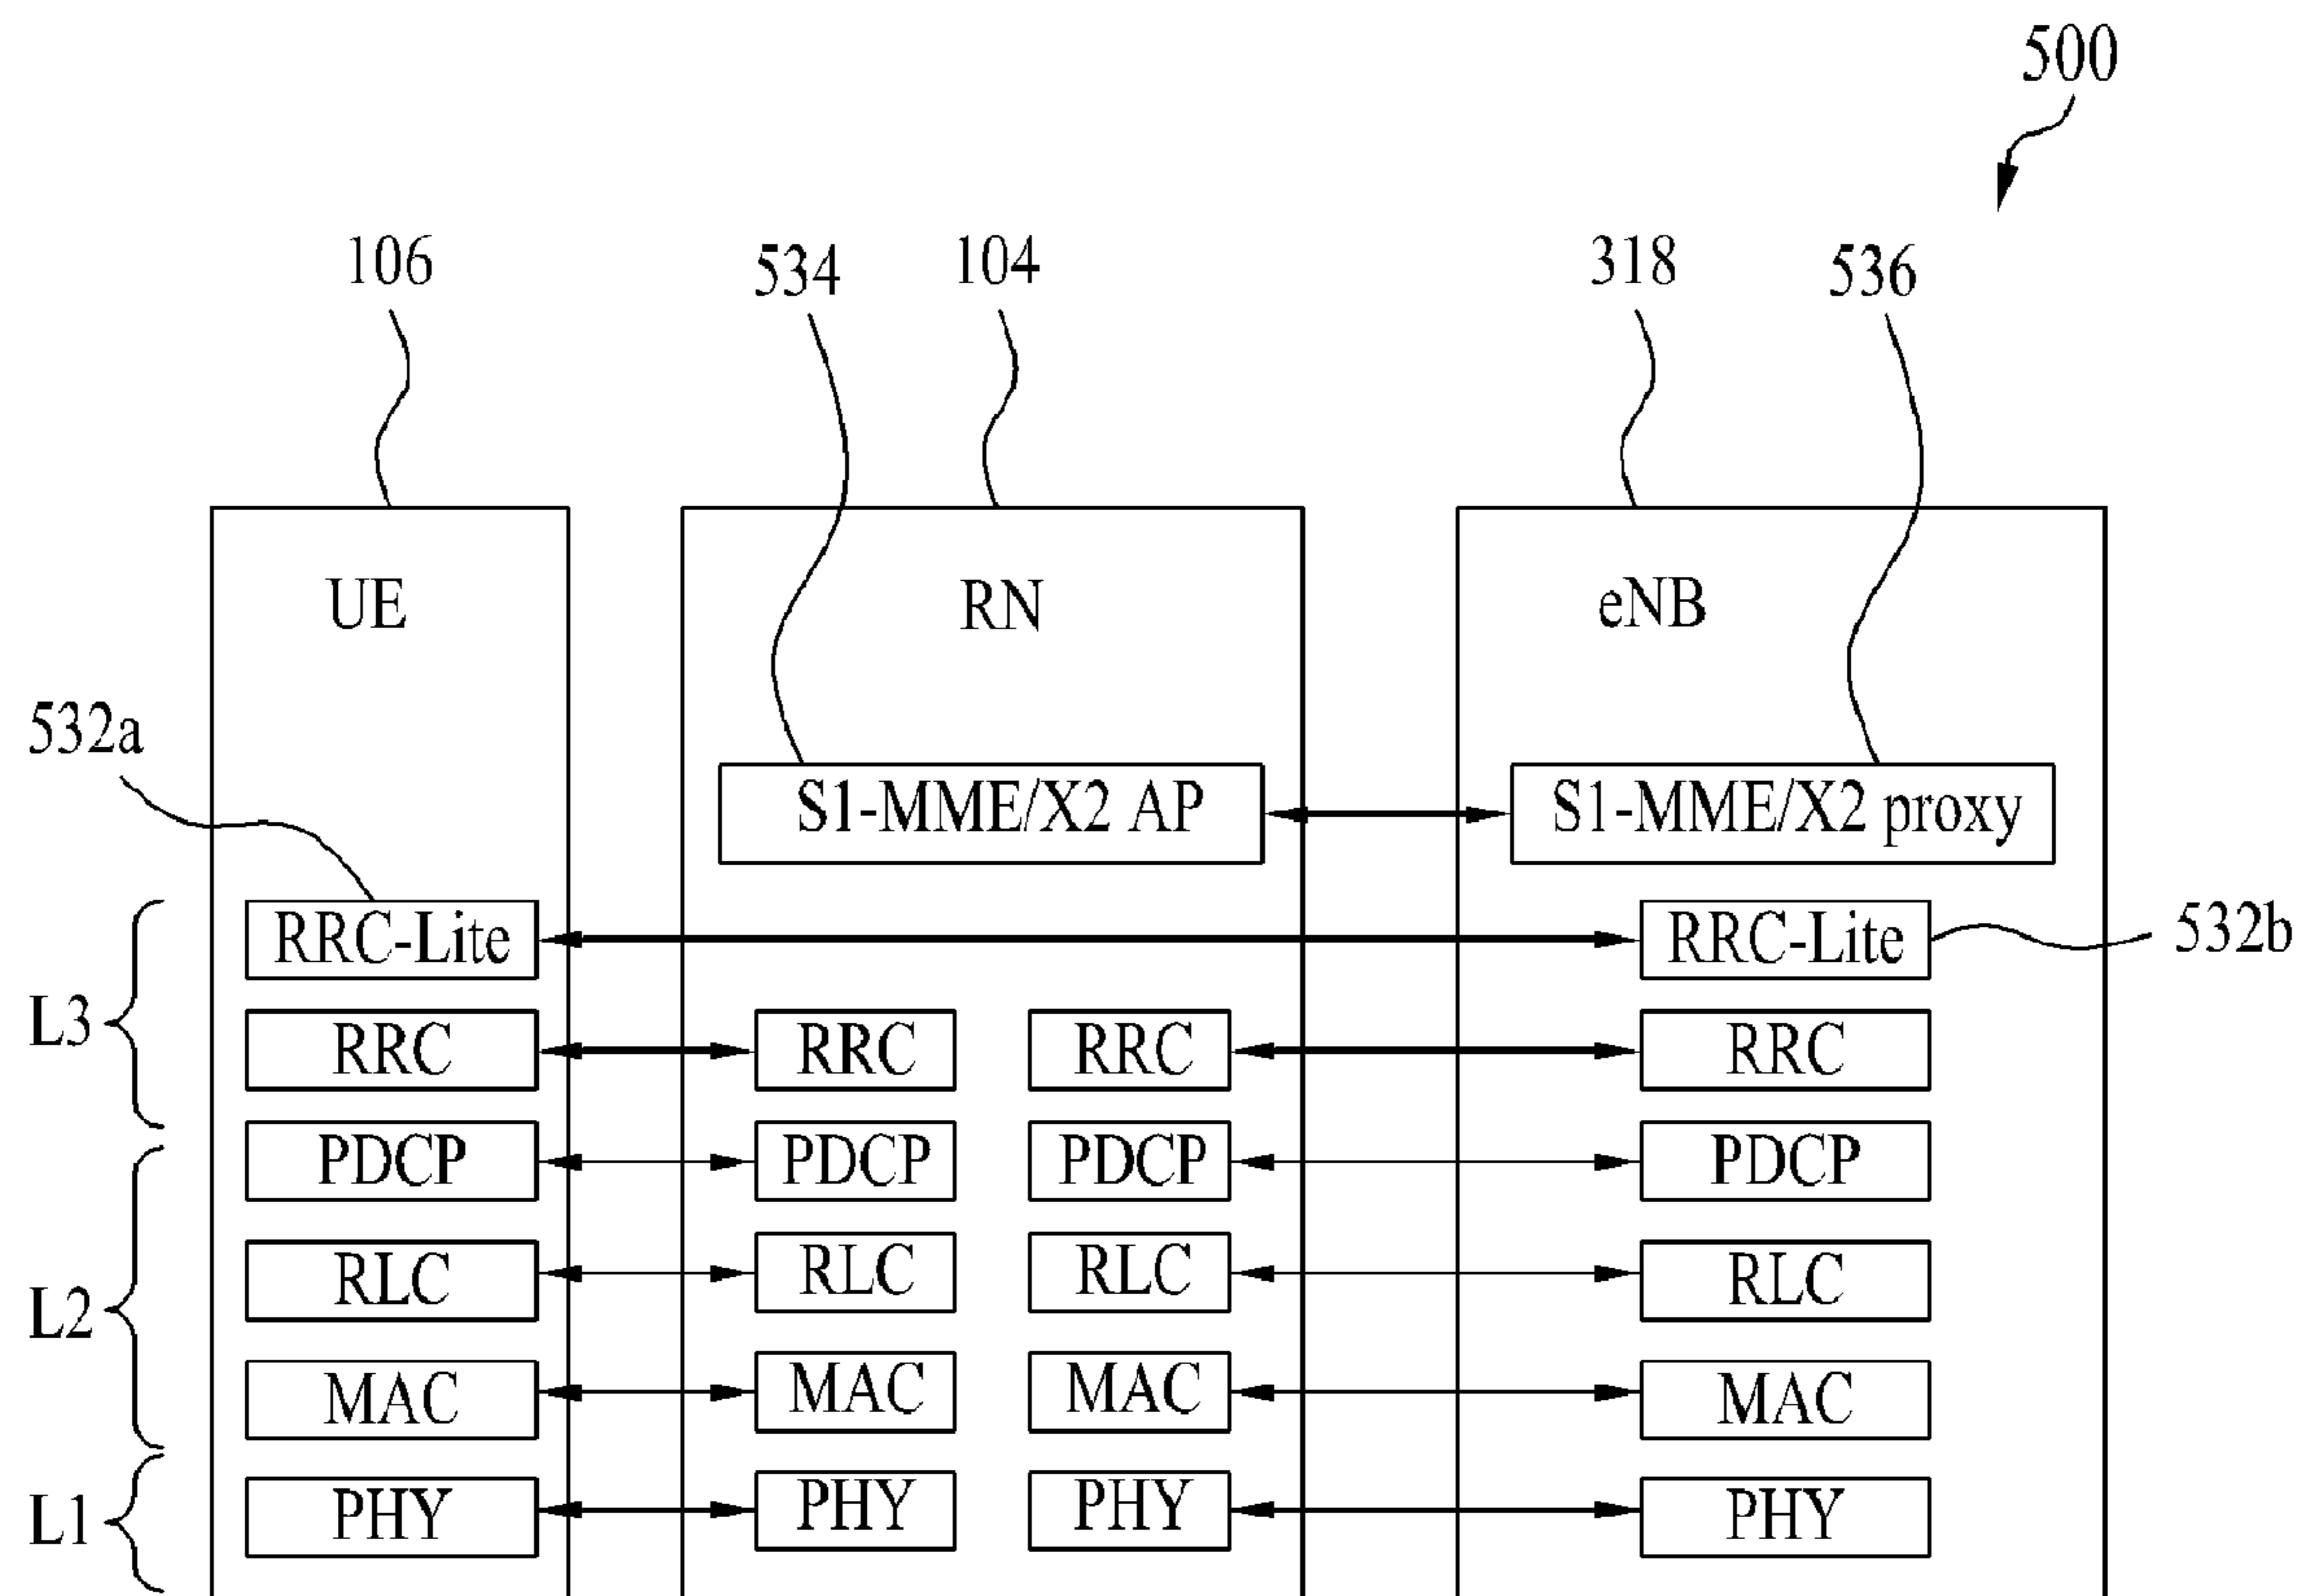 500
106
534
104
318
536
UE
RN
eNB
532a
S1-MME/X2 AP
S1-MME/X2 proxy
RRC-Lite
RRC-Lite
532b
L3
RRC
RRC
RRC
RRC
PDCP
PDCP
PDCP
PDCP
L2
RLC
RLC
RLC
RLC
MAC
MAC
MAC
MAC
L1
PHY
PHY
PHY
PHY